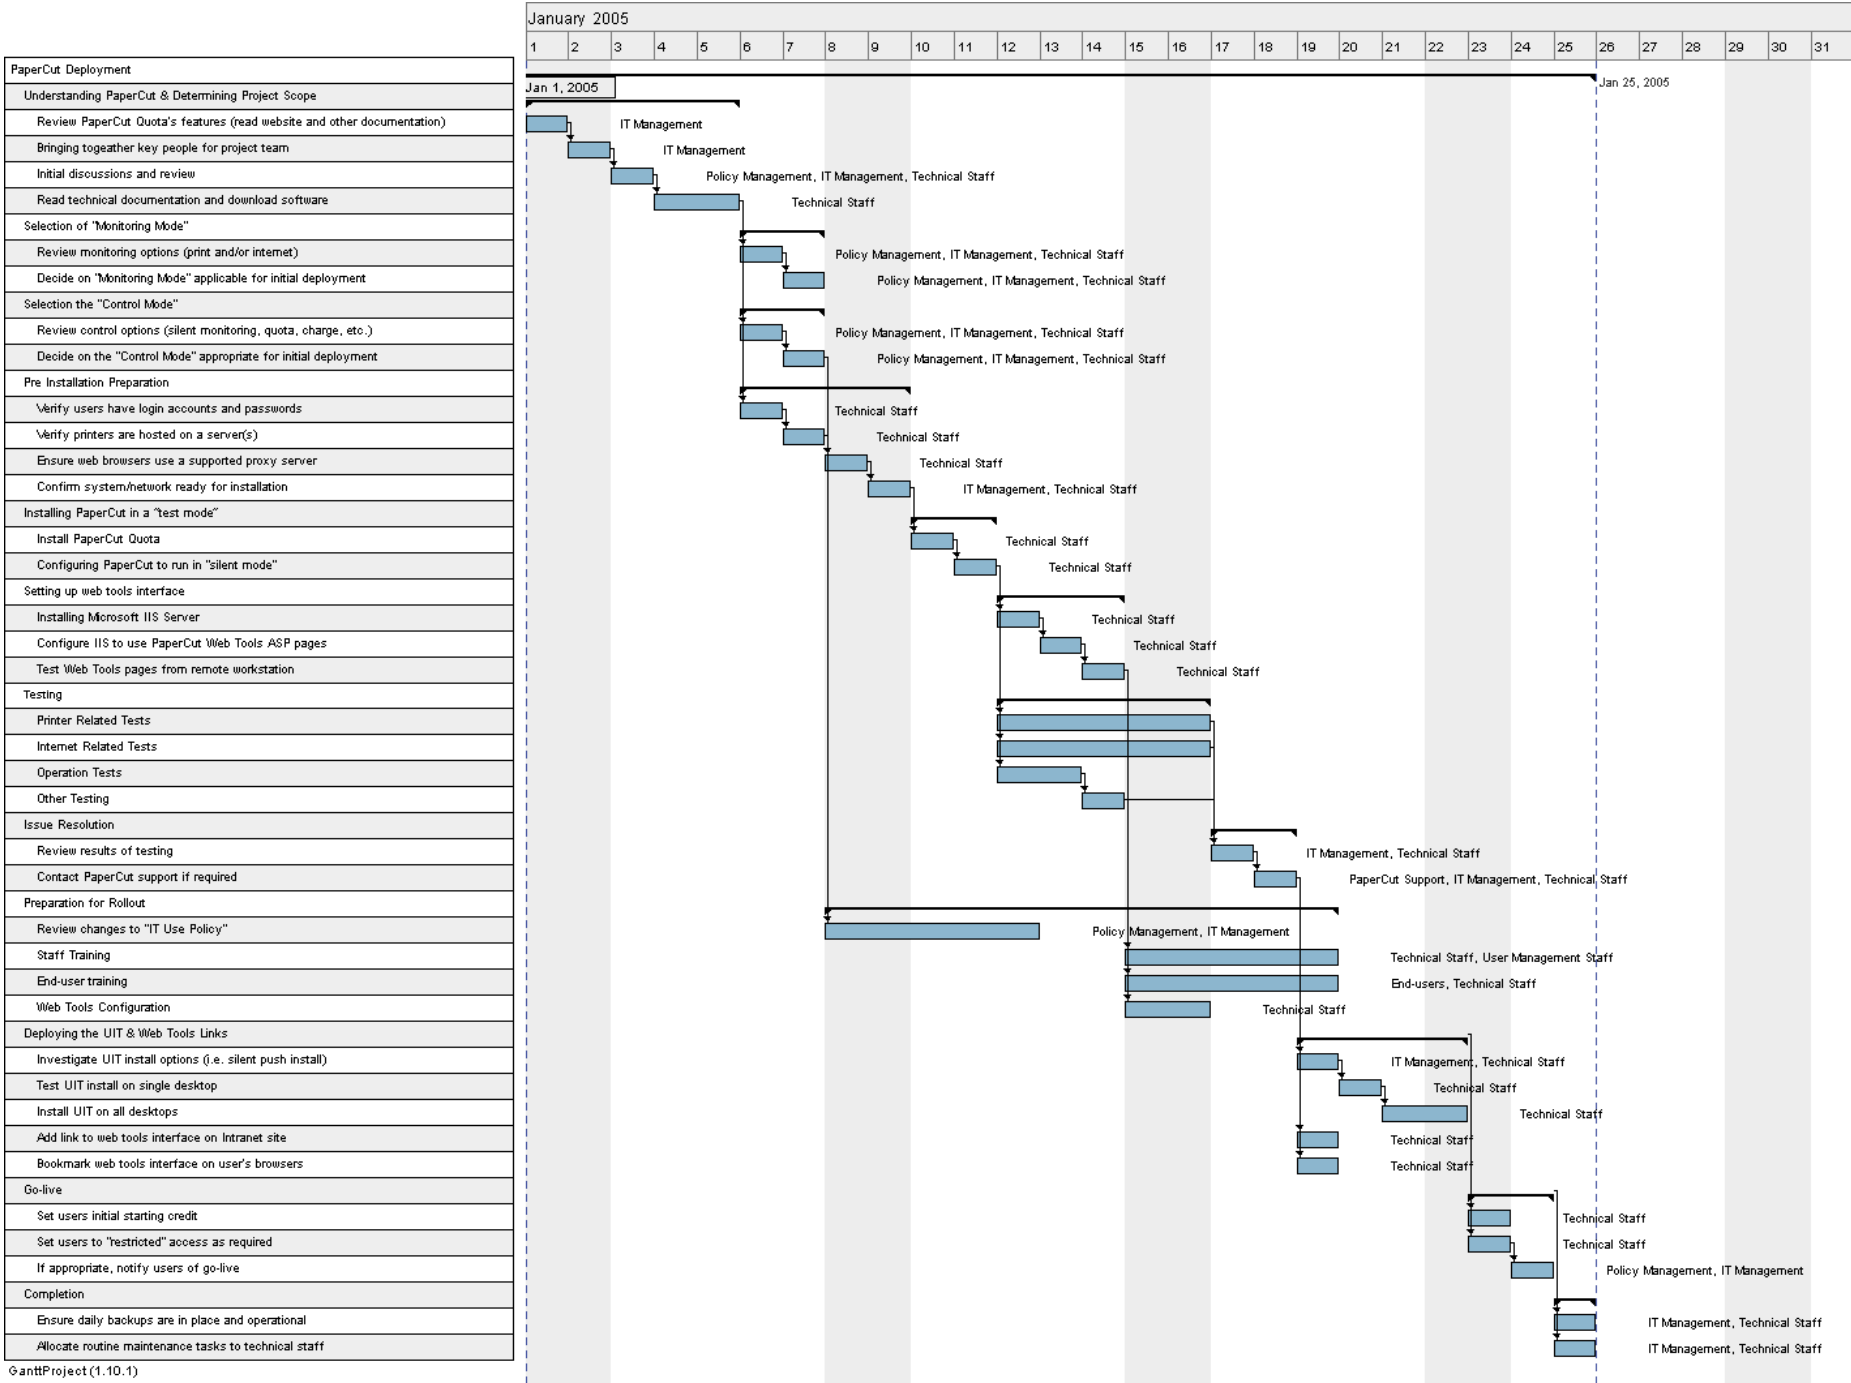 January 2005
1 2 3 4 5 6 7 8 9 10 11 12 13 14 15 16 17 18 19 20 21 22 23 24 25 26 27 28 29 30 31
PaperCut Deployment
Jan 25, 2005
Understanding PaperCut & Determining Project Scope
Jan 1, 2005
Review PaperCut Quota's features (read website and other documentation) IT Management
Bringing togeather key people for project team IT Management
Initial discussions and review Policy Management, IT Management, Technical Staff
Read technical documentation and download software Technical Staff
Selection of "Monitoring Mode"
Review monitoring options (print and/or internet) Policy Management, IT Management, Technical Staff
Decide on "Monitoring Mode" applicable for initial deployment Policy Management, IT Management, Technical Staff
Selection the "Control Mode"
Review control options (silent monitoring, quota, charge, etc.) Policy Management, IT Management, Technical Staff
Decide on the "Control Mode" appropriate for initial deployment Policy Management, IT Management, Technical Staff
Pre Installation Preparation
Verify users have login accounts and passwords Technical Staff
Verify printers are hosted on a server(s) Technical Staff
Ensure web browsers use a supported proxy server Technical Staff
Confirm system/network ready for installation IT Management, Technical Staff
Installing PaperCut in a "test mode"
Install PaperCut Quota Technical Staff
Configuring PaperCut to run in "silent mode" Technical Staff
Setting up web tools interface
Installing Microsoft IIS Server Technical Staff
Configure IIS to use PaperCut Web Tools ASP pages Technical Staff
Test Web Tools pages from remote workstation Technical Staff
Testing
Printer Related Tests
Internet Related Tests
Operation Tests
Other Testing
Issue Resolution
Review results of testing IT Management, Technical Staff
Contact PaperCut support if required PaperCut Support, IT Management, Technical Staff
Preparation for Rollout
Review changes to "IT Use Policy" Policy Management, IT Management
Staff Training Technical Staff, User Management Staff
End-user training End-users, Technical Staff
Web Tools Configuration Technical Staff
Deploying the UIT & Web Tools Links
Investigate UIT install options (i.e. silent push install) IT Management, Technical Staff
Test UIT install on single desktop Technical Staff
Install UIT on all desktops Technical Staff
Add link to web tools interface on Intranet site Technical Staff
Bookmark web tools interface on user's browsers Technical Staff
Go-live
Set users initial starting credit Technical Staff
Set users to "restricted" access as required Technical Staff
If appropriate, notify users of go-live Policy Management, IT Management
Completion
Ensure daily backups are in place and operational IT Management, Technical Staff
Allocate routine maintenance tasks to technical staff IT Management, Technical Staff
GanttProject (1.10.1)